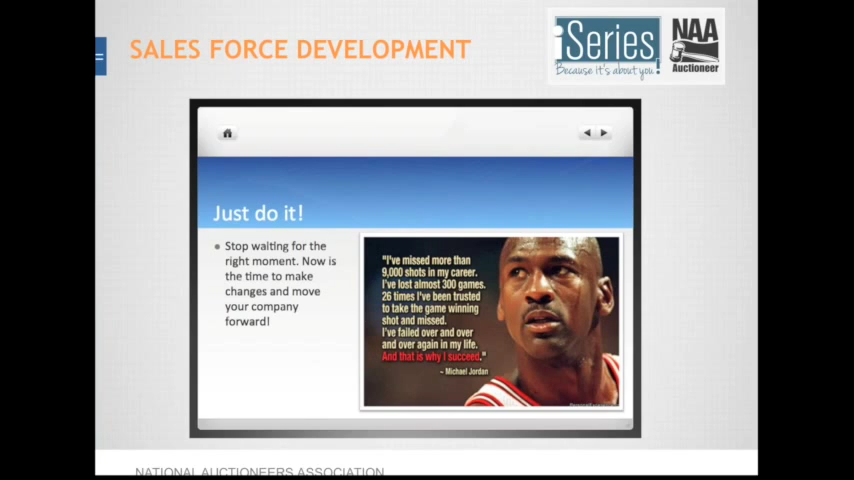 SALES FORCE DEVELOPMENT
iSeries!
Because it's about you
NAA
Auctioneer
Just do it!
Stop waiting for the
right moment. Now is
the time to make
changes and move
your company
forward!
"I've missed more than
9,000 shots in my career.
I've lost almost 300 games.
26 times I've been trusted
to take the game winning
shot and missed.
I've failed over and over
and over again in my life.
And that is why I succeed."
~ Michael Jordan
NATIONAL AUCTIONEERS ASSOCIATION